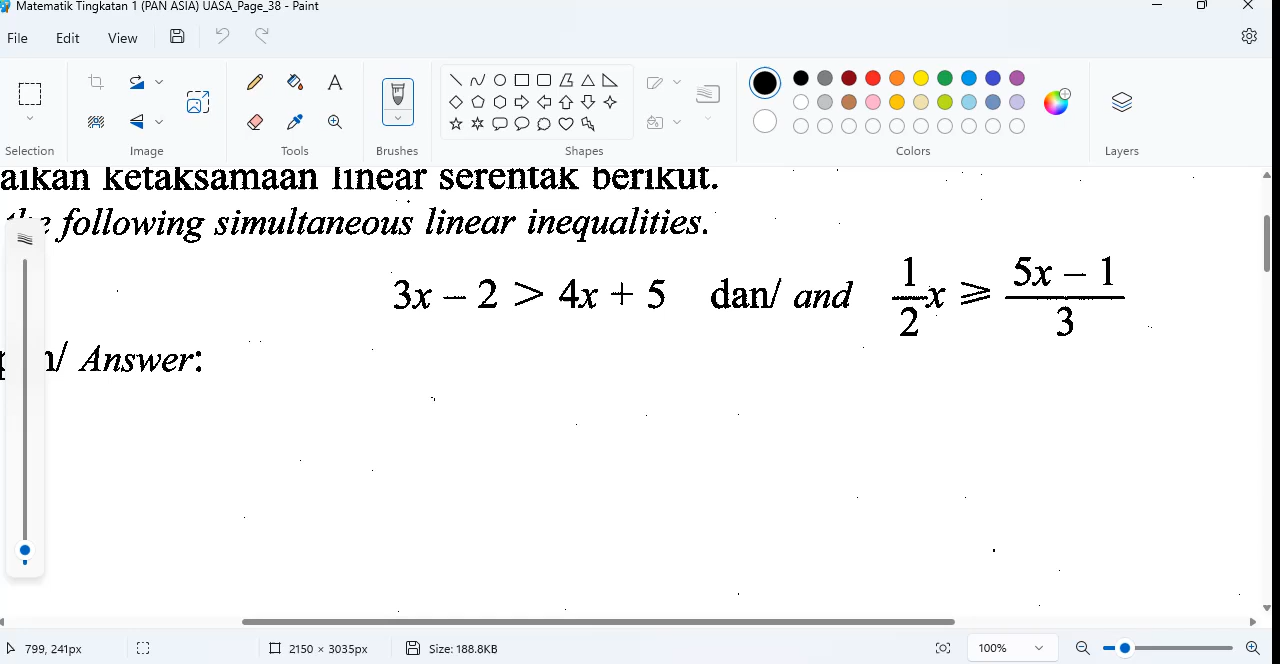 Matematik Tingkatan 1 (PAN ASIA) UASA_Page_38 - Paint
File Edit View
Selection Image Tools Brushes Shapes Colors Layers
aikan ketaksamaan linear serentak berikut.
following simultaneous linear inequalities.
3x – 2 > 4x + 5 dan/ and 1/2 x ⩾ (5x – 1)/3
n/ Answer:
799, 241px 2150 × 3035px Size: 188.8KB 100%